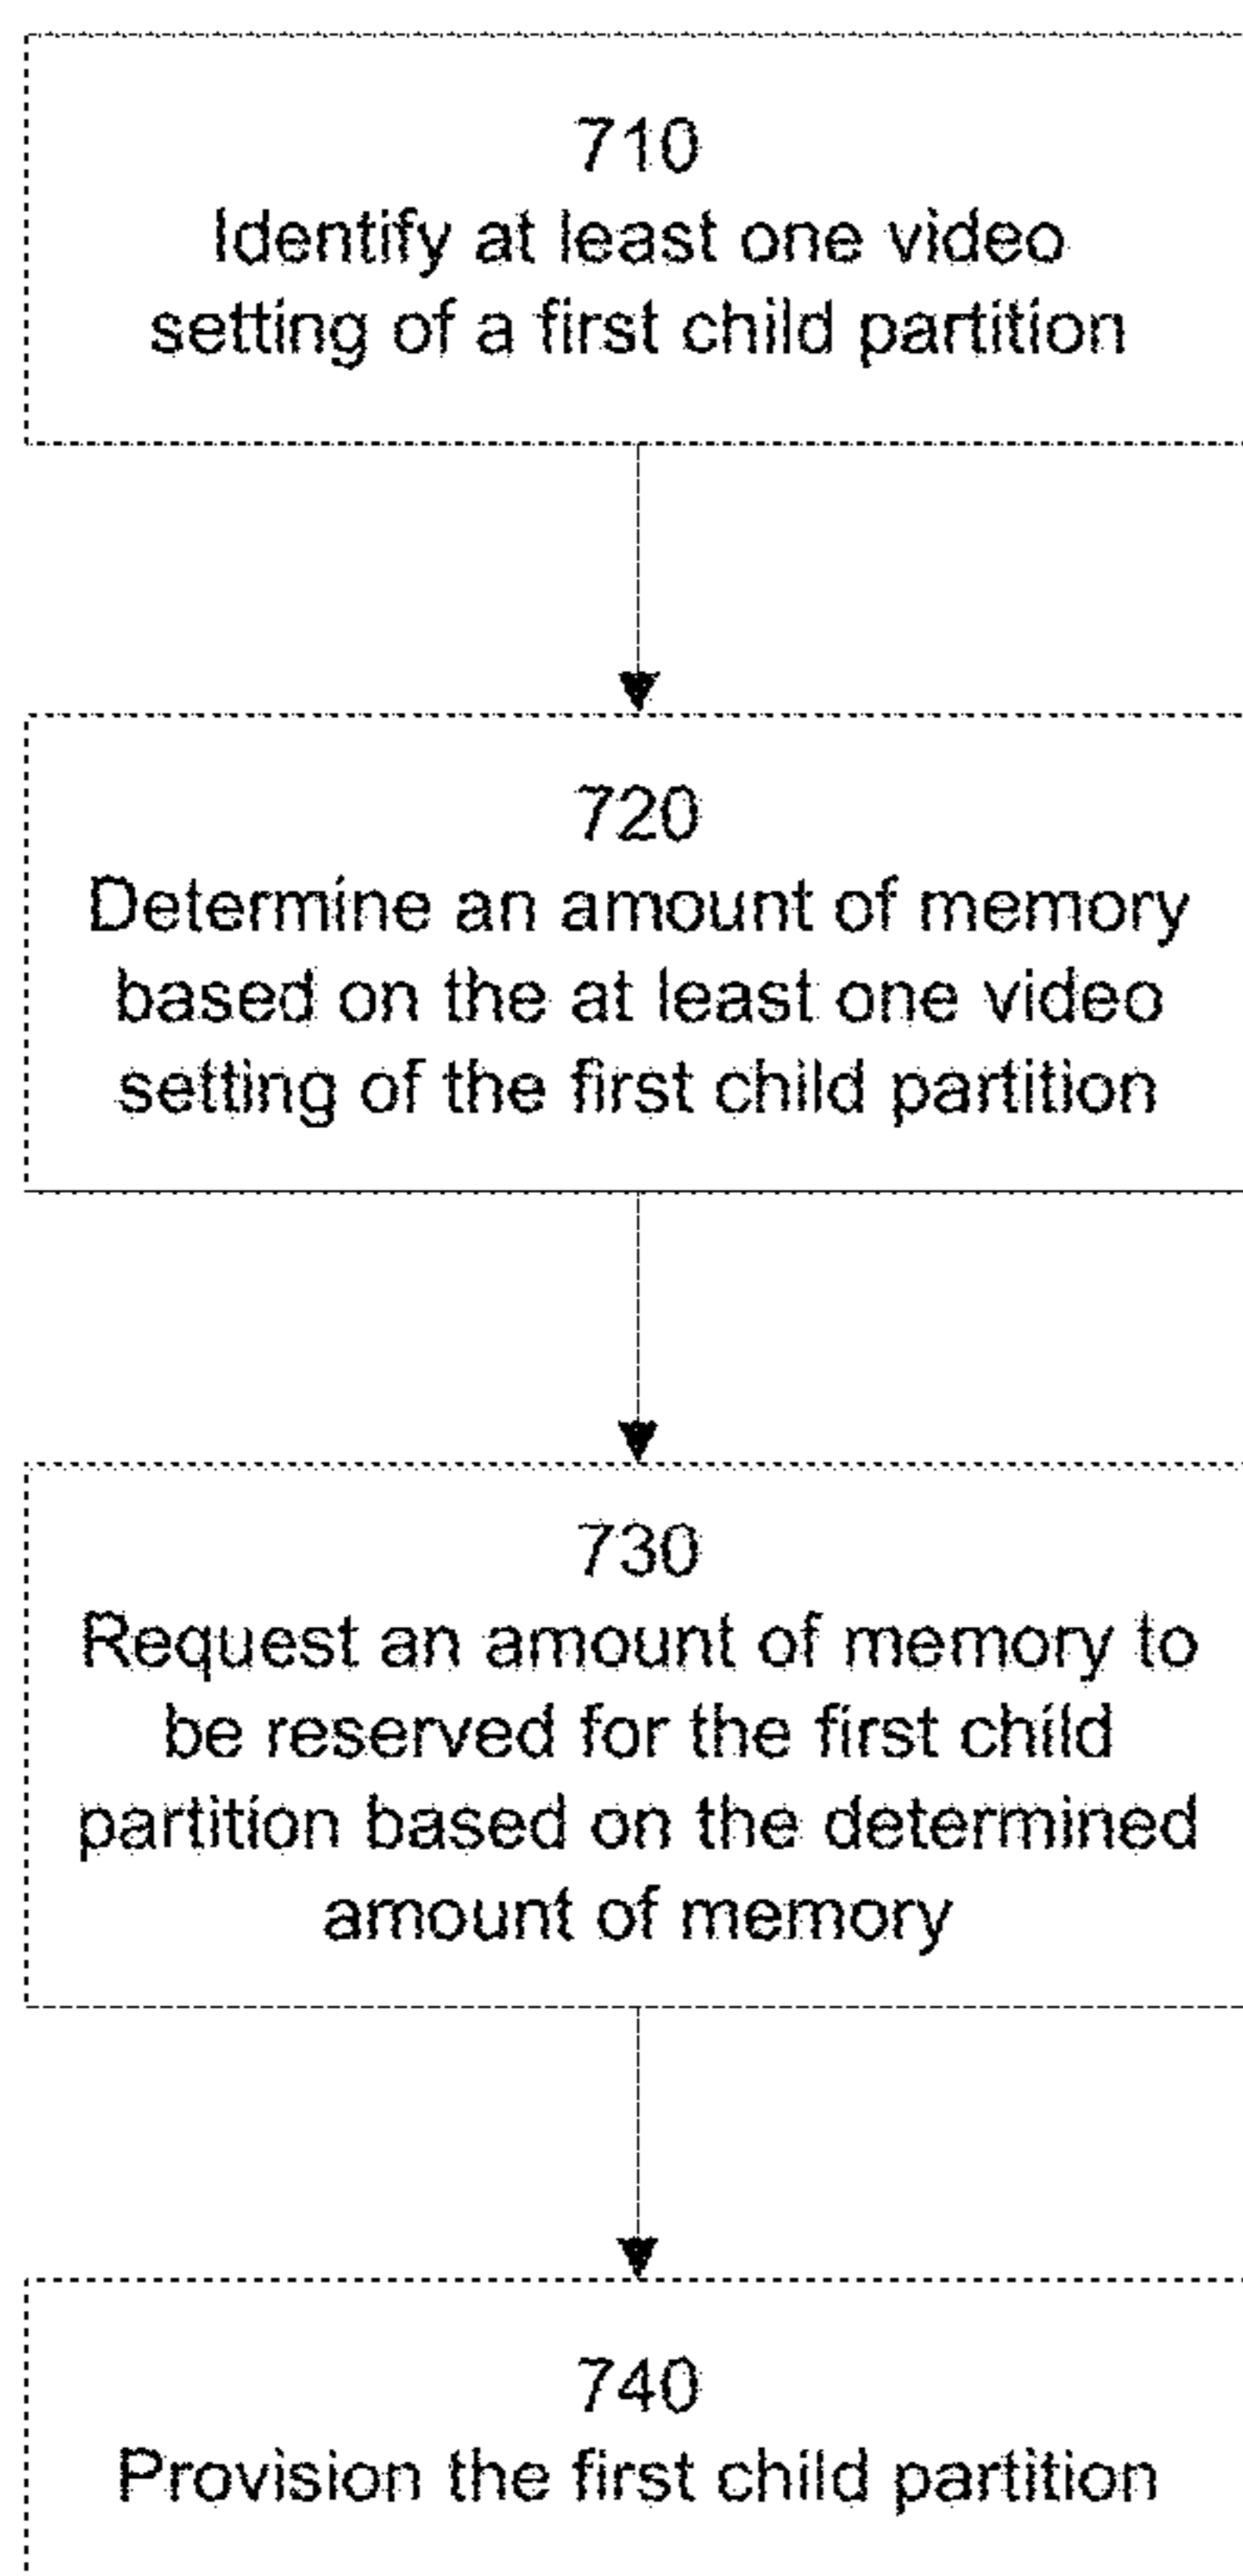 710
Identify at least one video
setting of a first child partition
720
Determine an amount of memory
based on the at least one video
setting of the first child partition
730
Request an amount of memory to
be reserved for the first child
partition based on the determined
amount of memory
740
Provision the first child partition